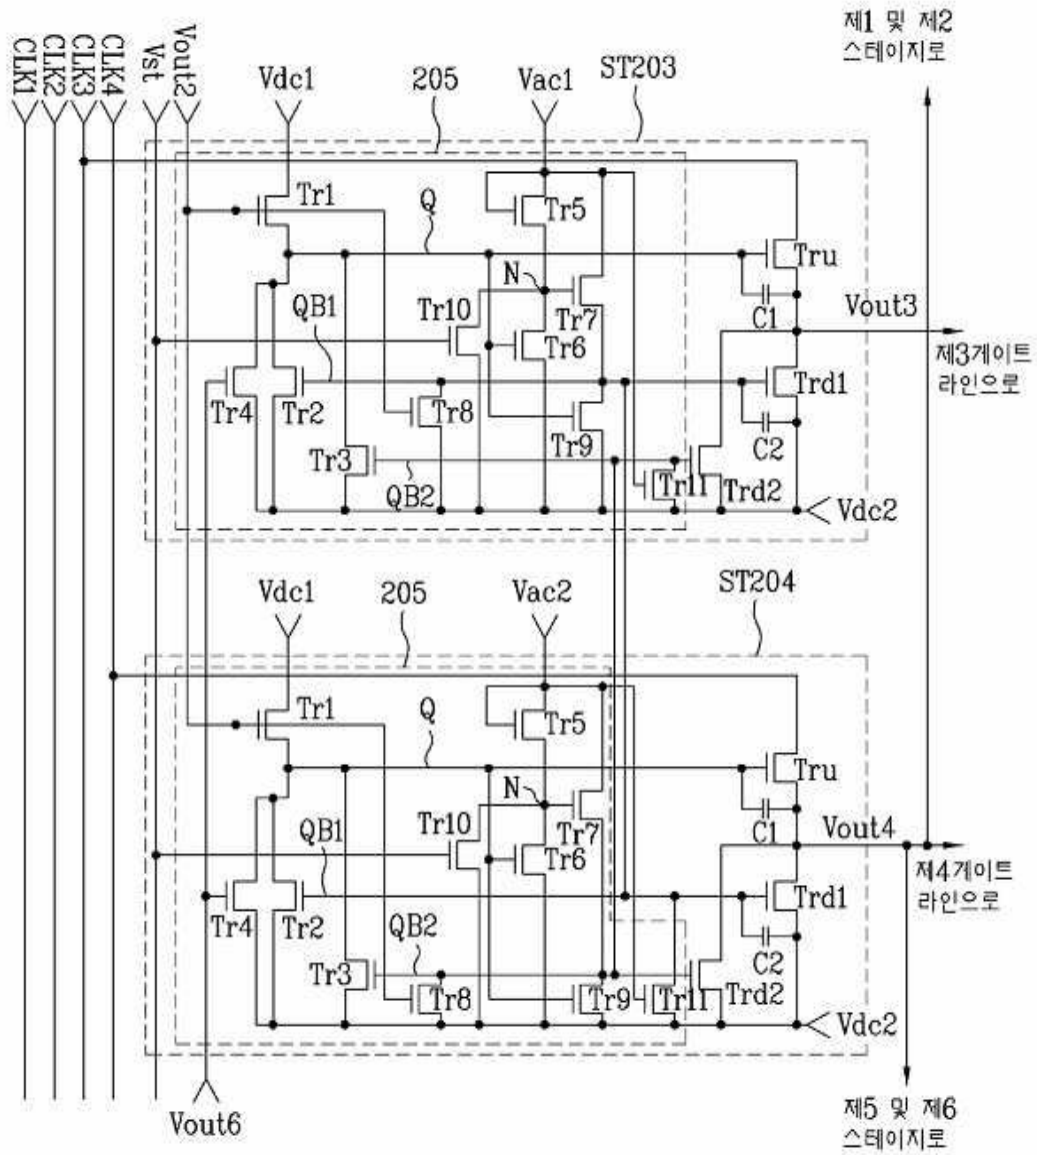 제1 및 제2
스테이지로
CLK1
CLK2
CLK3
CLK4
Vst
Vout2
Vdc1
205
Vac1
ST203
Tr1
Q
Tr5
Tru
N
QB1
Tr10
Tr7
C1
Vout3
Tr6
제3게이트
라인으로
Tr4
Tr2
Tr8
Trd1
Tr9
C2
Tr3
QB2
Tr11
Trd2
Vdc2
Vdc1
205
Vac2
ST204
Tr1
Q
Tr5
Tru
N
QB1
Tr10
Tr7
C1
Vout4
Tr6
제4게이트
라인으로
Tr4
Tr2
QB2
Trd1
C2
Tr3
Tr8
Tr9
Tr11
Trd2
Vdc2
Vout6
제5 및 제6
스테이지로